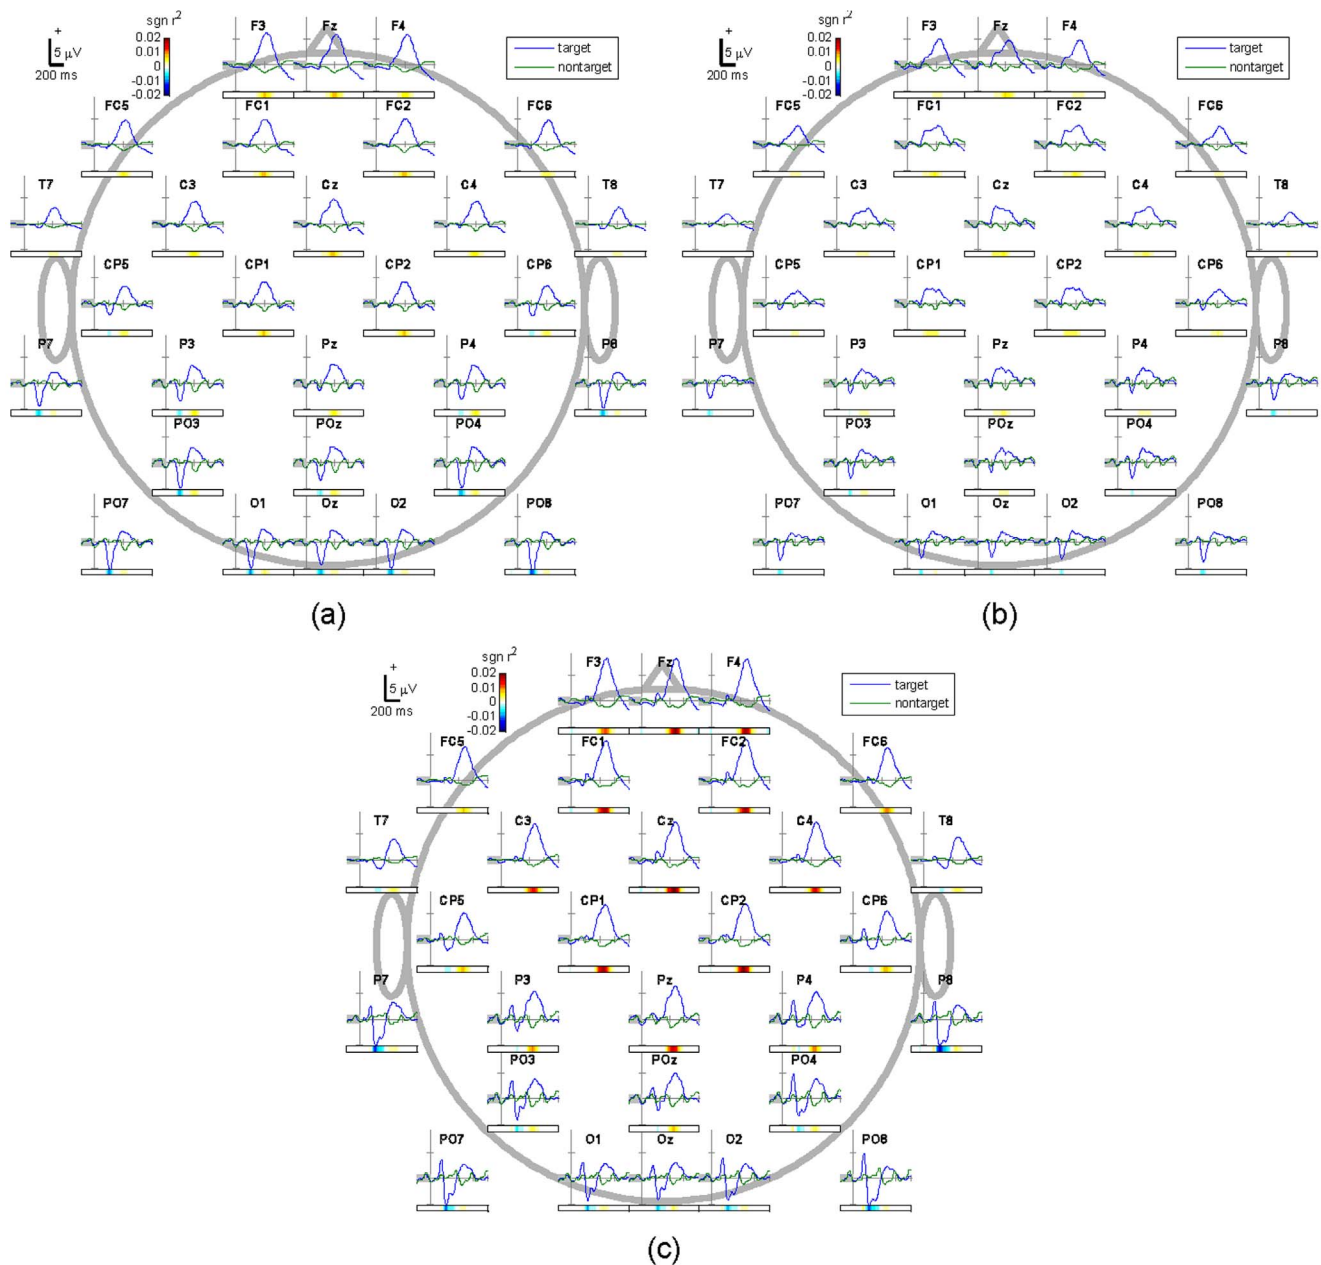 +
5 μV
200 ms
sgn r²
0.02
0.01
0
-0.01
-0.02
target
nontarget
F3 Fz F4
FC5 FC1 FC2 FC6
T7 C3 Cz C4 T8
CP5 CP1 CP2 CP6
P7 P3 Pz P4 P8
PO3 POz PO4
PO7 O1 Oz O2 PO8
(a)
+
5 μV
200 ms
sgn r²
0.02
0.01
0
-0.01
-0.02
target
nontarget
F3 Fz F4
FC5 FC1 FC2 FC6
T7 C3 Cz C4 T8
CP5 CP1 CP2 CP6
P7 P3 Pz P4 P8
PO3 POz PO4
PO7 O1 Oz O2 PO8
(b)
+
5 μV
200 ms
sgn r²
0.02
0.01
0
-0.01
-0.02
target
nontarget
F3 Fz F4
FC5 FC1 FC2 FC6
T7 C3 Cz C4 T8
CP5 CP1 CP2 CP6
P7 P3 Pz P4 P8
PO3 POz PO4
PO7 O1 Oz O2 PO8
(c)